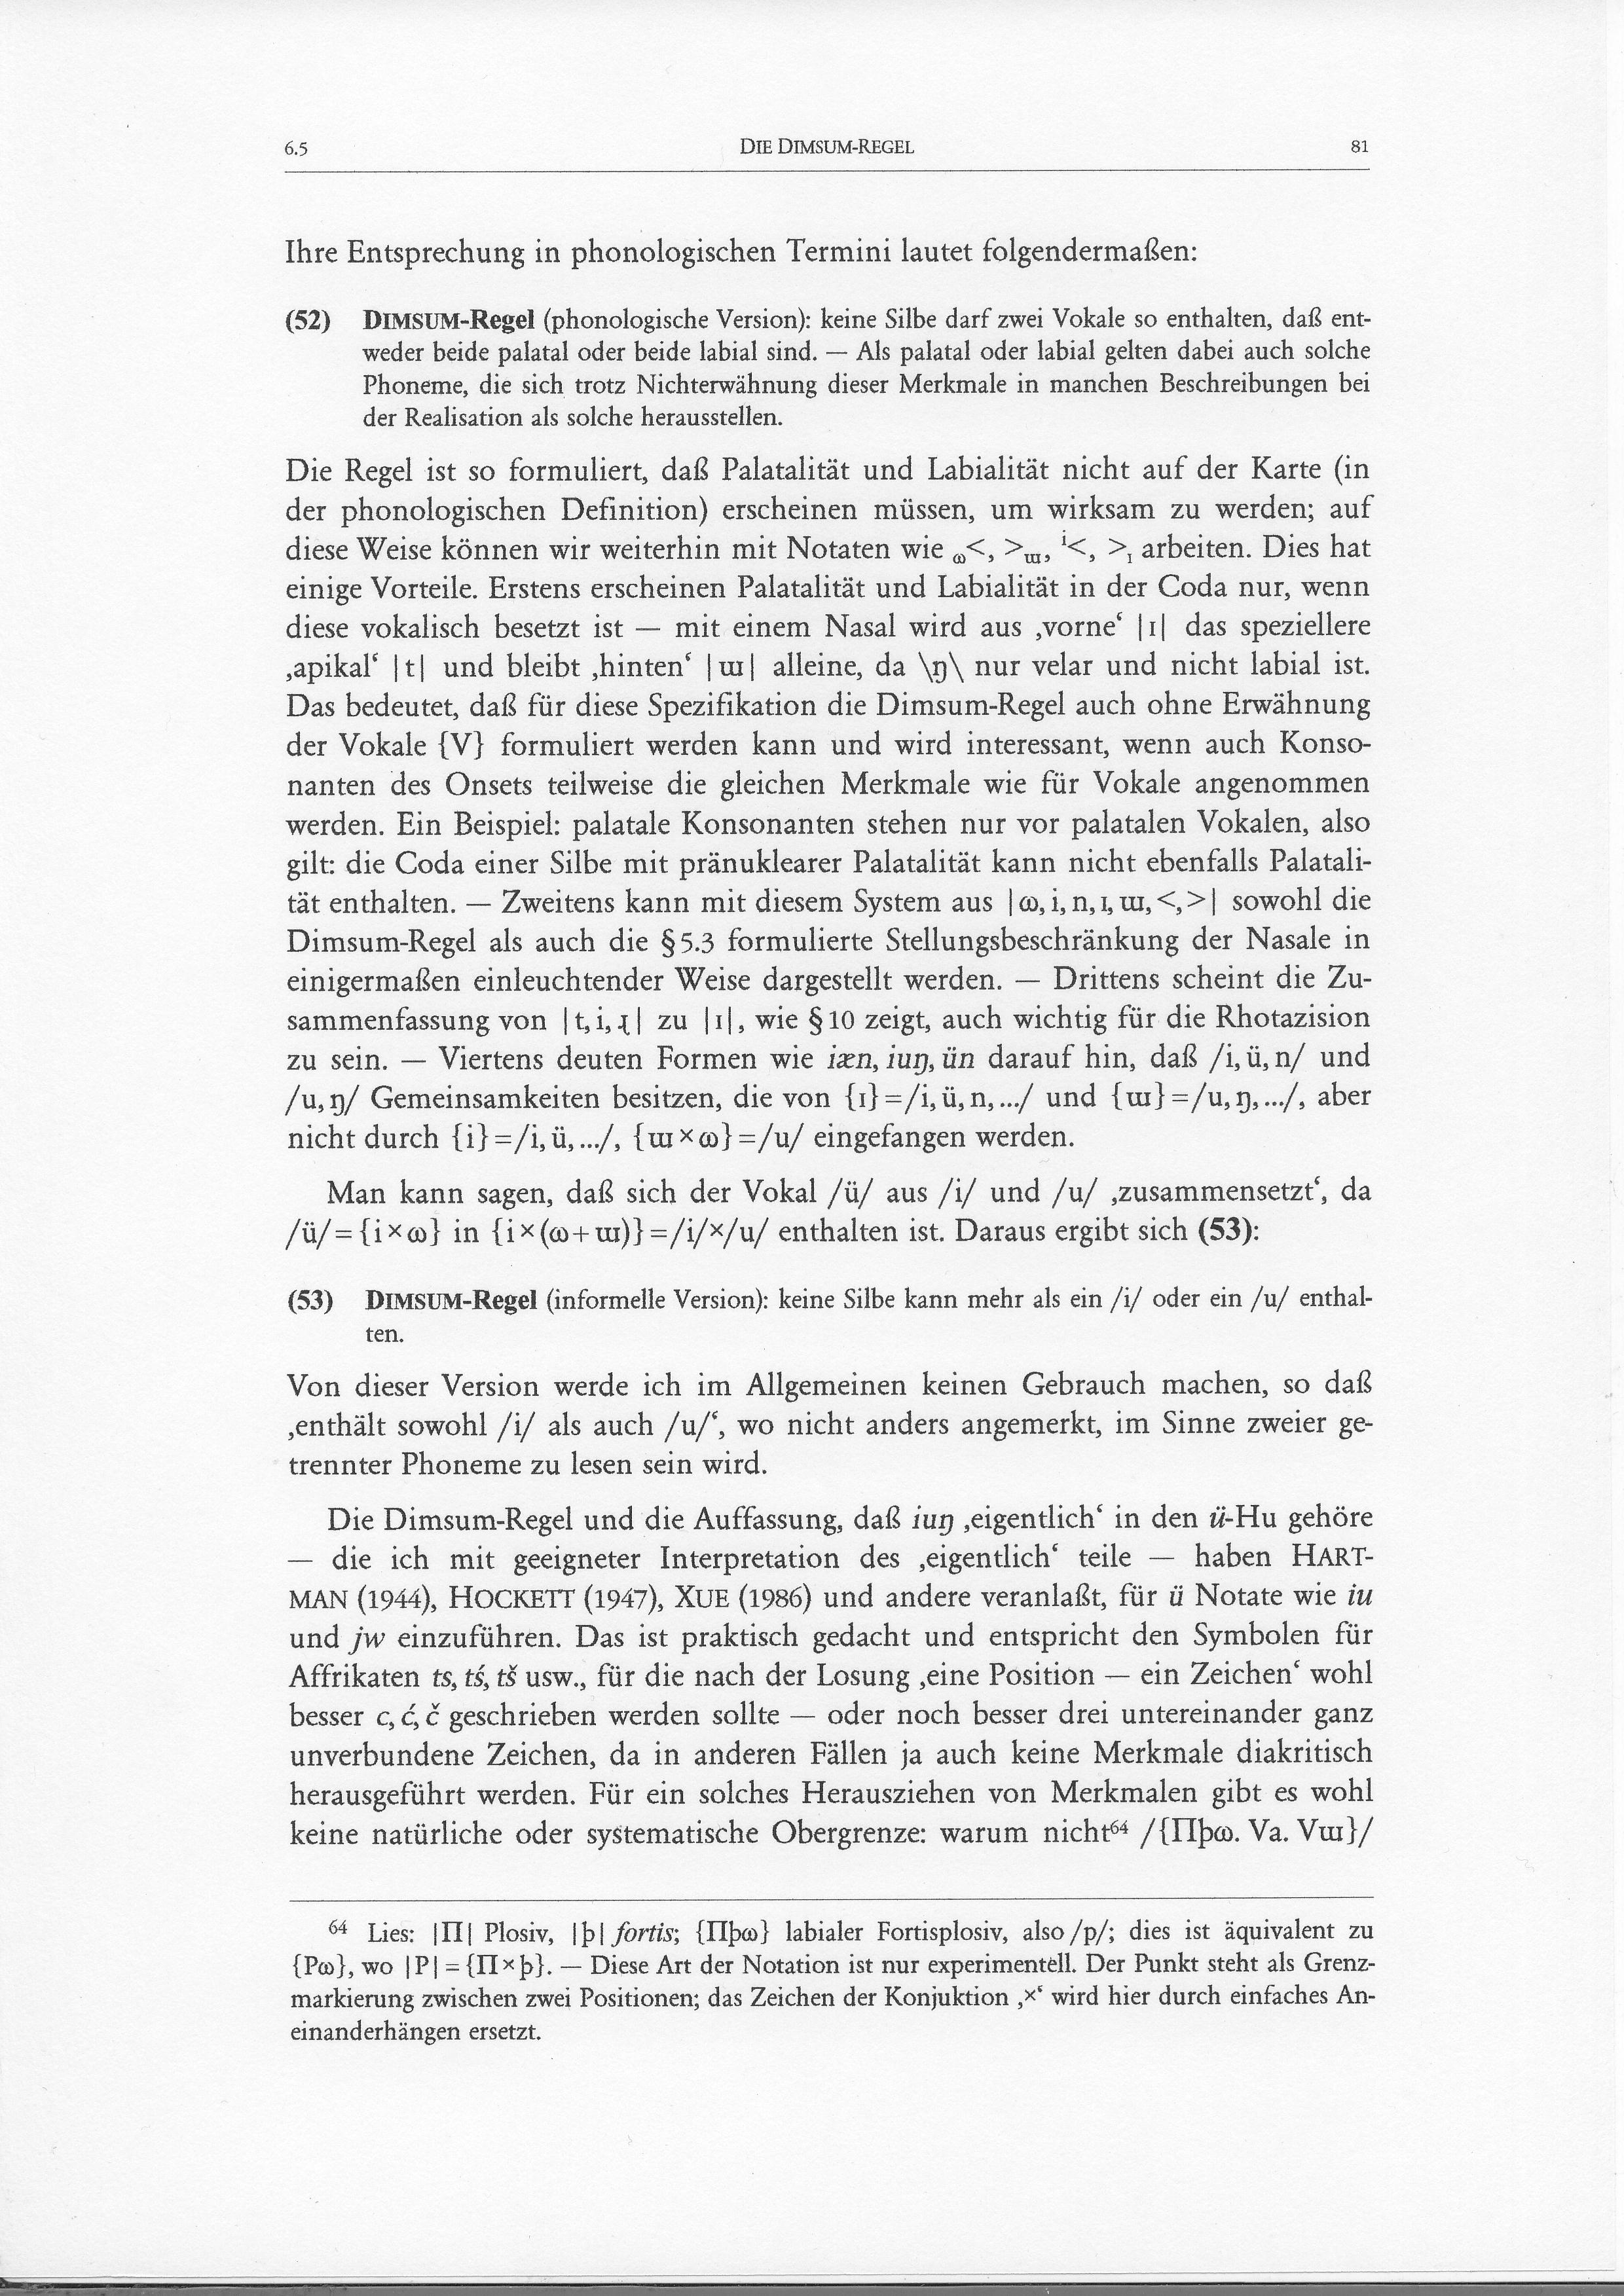 6.5 DIE DIMSUM-REGEL 81
Ihre Entsprechung in phonologischen Termini lautet folgendermaßen:
(52) DIMSUM-Regel (phonologische Version): keine Silbe darf zwei Vokale so enthalten, daß ent-
weder beide palatal oder beide labial sind. — Als palatal oder labial gelten dabei auch solche
Phoneme, die sich trotz Nichterwähnung dieser Merkmale in manchen Beschreibungen bei
der Realisation als solche herausstellen.
Die Regel ist so formuliert, daß Palatalität und Labialität nicht auf der Karte (in
der phonologischen Definition) erscheinen müssen, um wirksam zu werden; auf
diese Weise können wir weiterhin mit Notaten wie ω<, >ɯ, ⁱ<, >ı arbeiten. Dies hat
einige Vorteile. Erstens erscheinen Palatalität und Labialität in der Coda nur, wenn
diese vokalisch besetzt ist — mit einem Nasal wird aus ‚vorne‘ |ı| das speziellere
‚apikal‘ |t| und bleibt ‚hinten‘ |ɯ| alleine, da \ŋ\ nur velar und nicht labial ist.
Das bedeutet, daß für diese Spezifikation die Dimsum-Regel auch ohne Erwähnung
der Vokale {V} formuliert werden kann und wird interessant, wenn auch Konso-
nanten des Onsets teilweise die gleichen Merkmale wie für Vokale angenommen
werden. Ein Beispiel: palatale Konsonanten stehen nur vor palatalen Vokalen, also
gilt: die Coda einer Silbe mit pränuklearer Palatalität kann nicht ebenfalls Palatali-
tät enthalten. — Zweitens kann mit diesem System aus |ω, i, n, ı, ɯ, <, >| sowohl die
Dimsum-Regel als auch die §5.3 formulierte Stellungsbeschränkung der Nasale in
einigermaßen einleuchtender Weise dargestellt werden. — Drittens scheint die Zu-
sammenfassung von |t, i, ɻ| zu |ı|, wie §10 zeigt, auch wichtig für die Rhotazision
zu sein. — Viertens deuten Formen wie iæn, iuŋ, ün darauf hin, daß /i, ü, n/ und
/u, ŋ/ Gemeinsamkeiten besitzen, die von {ı}=/i, ü, n, .../ und {ɯ}=/u, ŋ, .../, aber
nicht durch {i}=/i, ü, .../, {ɯ×ω}=/u/ eingefangen werden.
Man kann sagen, daß sich der Vokal /ü/ aus /i/ und /u/ ‚zusammensetzt‘, da
/ü/={i×ω} in {i×(ω+ɯ)}=/i/×/u/ enthalten ist. Daraus ergibt sich (53):
(53) DIMSUM-Regel (informelle Version): keine Silbe kann mehr als ein /i/ oder ein /u/ enthal-
ten.
Von dieser Version werde ich im Allgemeinen keinen Gebrauch machen, so daß
‚enthält sowohl /i/ als auch /u/‘, wo nicht anders angemerkt, im Sinne zweier ge-
trennter Phoneme zu lesen sein wird.
Die Dimsum-Regel und die Auffassung, daß iuŋ ‚eigentlich‘ in den ü-Hu gehöre
— die ich mit geeigneter Interpretation des ‚eigentlich‘ teile — haben HART-
MAN (1944), HOCKETT (1947), XUE (1986) und andere veranlaßt, für ü Notate wie iu
und jw einzuführen. Das ist praktisch gedacht und entspricht den Symbolen für
Affrikaten ts, tś, tš usw., für die nach der Losung ‚eine Position — ein Zeichen‘ wohl
besser c, ć, č geschrieben werden sollte — oder noch besser drei untereinander ganz
unverbundene Zeichen, da in anderen Fällen ja auch keine Merkmale diakritisch
herausgeführt werden. Für ein solches Herausziehen von Merkmalen gibt es wohl
keine natürliche oder systematische Obergrenze: warum nicht⁶⁴ /{Πþω. Va. Vɯ}/
⁶⁴ Lies: |Π| Plosiv, |þ| fortis; {Πþω} labialer Fortisplosiv, also /p/; dies ist äquivalent zu
{Pω}, wo |P| = {Π×þ}. — Diese Art der Notation ist nur experimentell. Der Punkt steht als Grenz-
markierung zwischen zwei Positionen; das Zeichen der Konjuktion ‚×‘ wird hier durch einfaches An-
einanderhängen ersetzt.